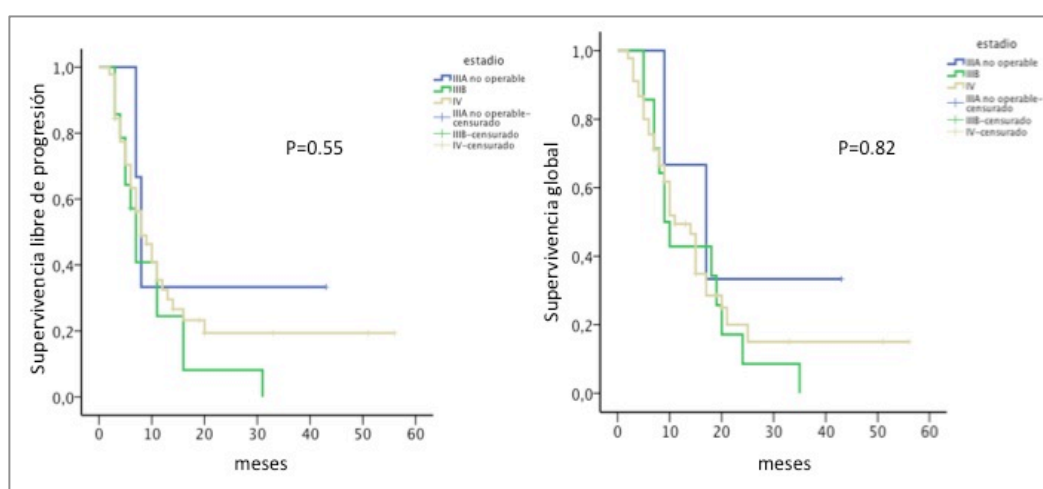 Supervivencia libre de progresión
1,0
0,8
0,6
0,4
0,2
0,0
0
10
20
30
40
50
60
meses
P=0.55
estadio
IIIA no operable
IIIB
IV
IIIA no operable-
censurado
IIIB-censurado
IV-censurado
Supervivencia global
1,0
0,8
0,6
0,4
0,2
0,0
0
10
20
30
40
50
60
meses
P=0.82
estadio
IIIA no operable
IIIB
IV
IIIA no operable-
censurado
IIIB-censurado
IV-censurado